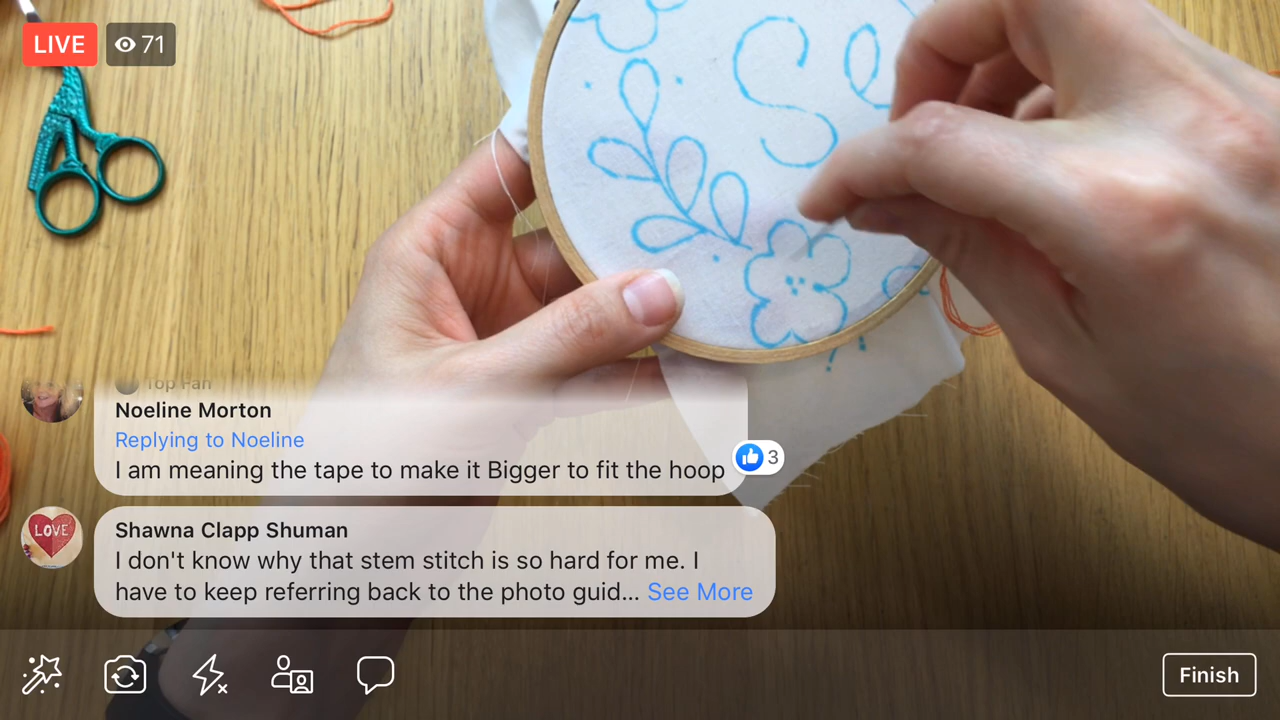 LIVE 71
Se
Top Fan
Noeline Morton
Replying to Noeline
I am meaning the tape to make it Bigger to fit the hoop
3
LOVE
Shawna Clapp Shuman
I don't know why that stem stitch is so hard for me. I
have to keep referring back to the photo guid... See More
Finish